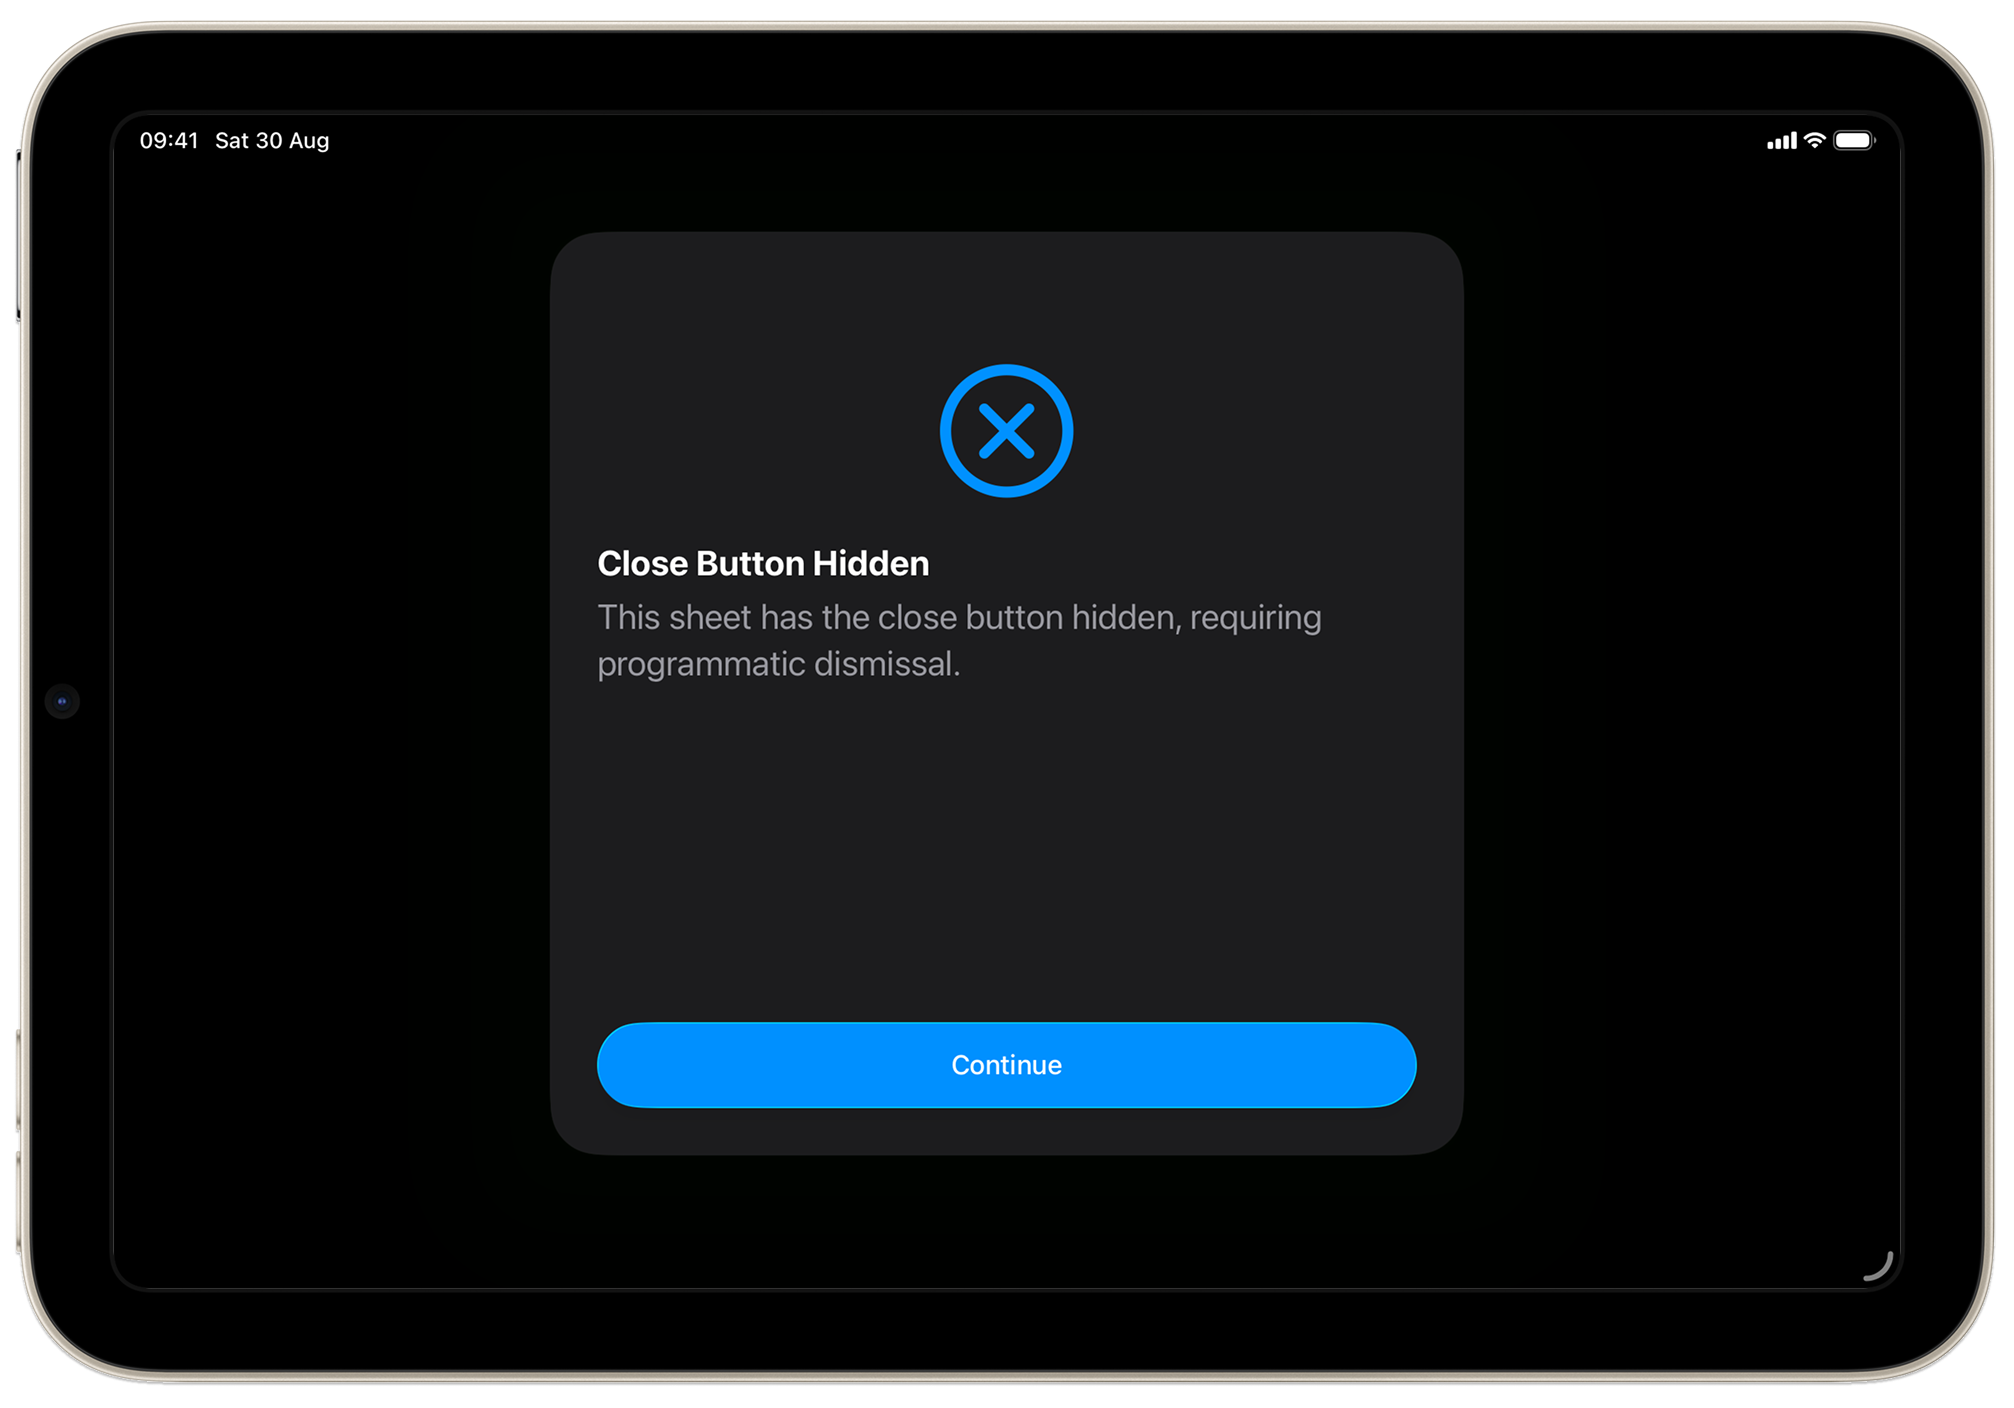 09:41 Sat 30 Aug
Close Button Hidden
This sheet has the close button hidden, requiring
programmatic dismissal.
Continue